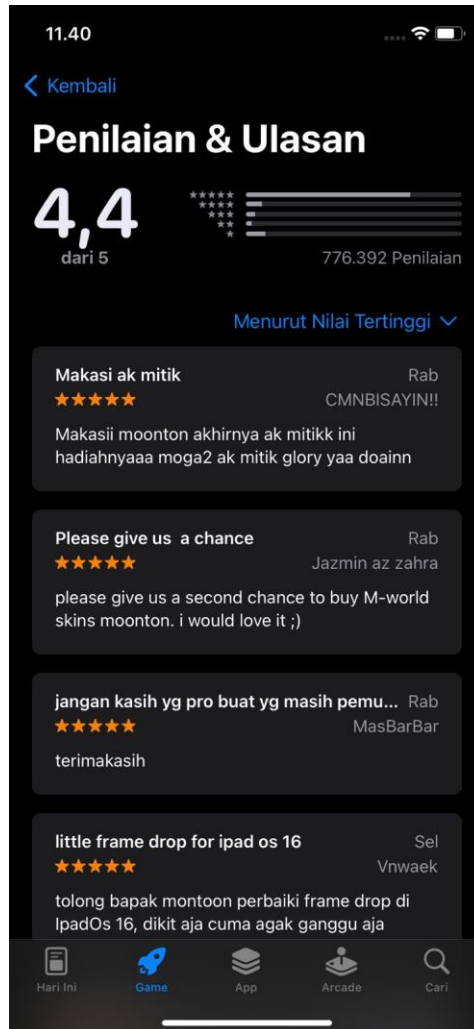 11.40
Kembali
Penilaian & Ulasan
4,4
dari 5
776.392 Penilaian
Menurut Nilai Tertinggi
Makasi ak mitik
Rab
CMNBISAYIN!!
Makasii moonton akhirnya ak mitikk ini
hadiahnyaaa moga2 ak mitik glory yaa doainn
Please give us a chance
Rab
Jazmin az zahra
please give us a second chance to buy M-world
skins moonton. i would love it ;)
jangan kasih yg pro buat yg masih pemu...
Rab
MasBarBar
terimakasih
little frame drop for ipad os 16
Sel
Vnwaek
tolong bapak montoon perbaiki frame drop di
IpadOs 16, dikit aja cuma agak ganggu aja
Hari Ini
Game
App
Arcade
Cari